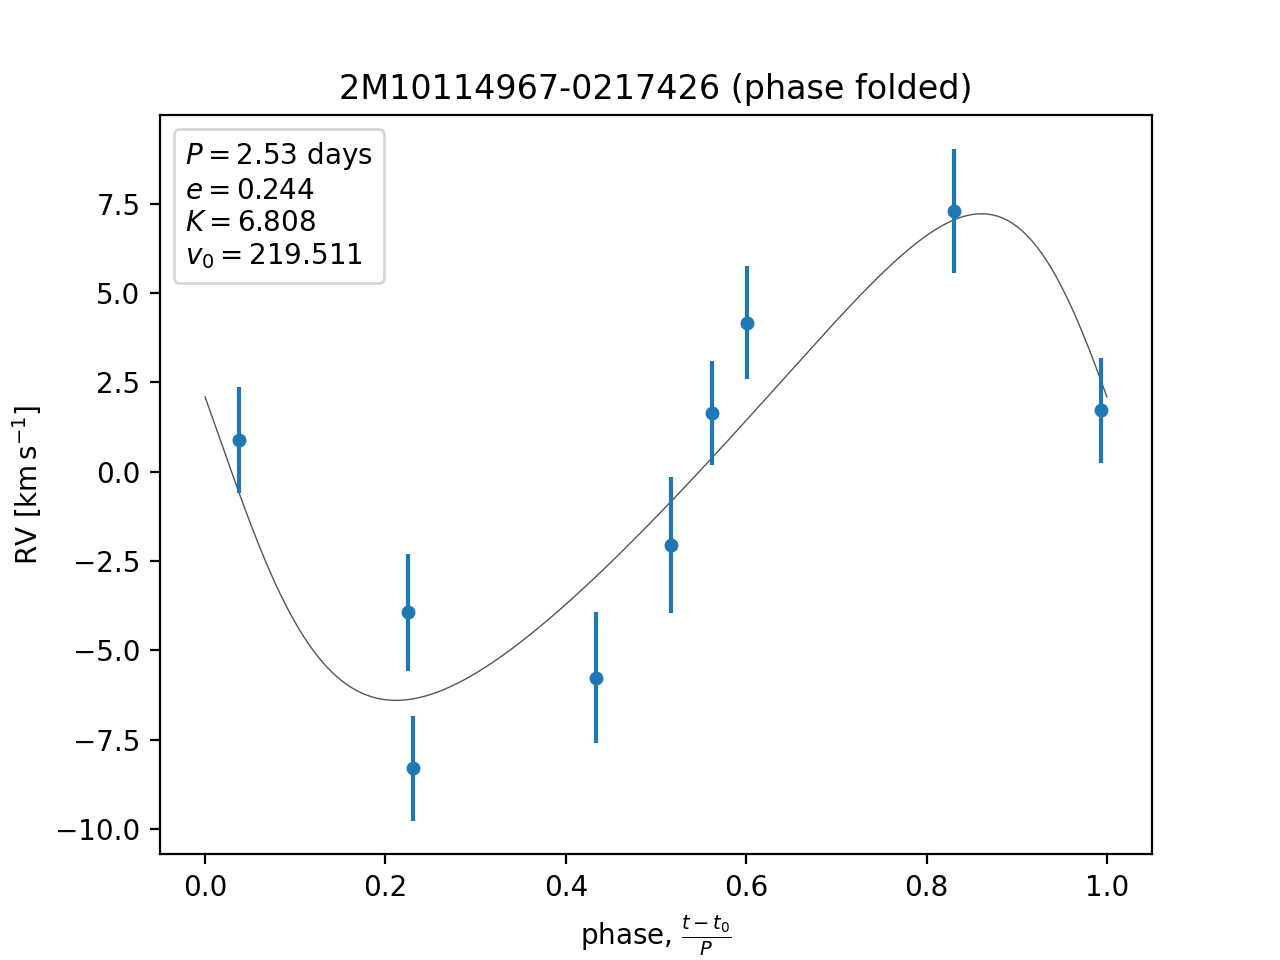 2M10114967-0217426 (phase folded)
P = 2.53 days
e = 0.244
K = 6.808
v₀ = 219.511
RV [km s⁻¹]
7.5
5.0
2.5
0.0
−2.5
−5.0
−7.5
−10.0
0.0 0.2 0.4 0.6 0.8 1.0
phase, (t − t₀)/P